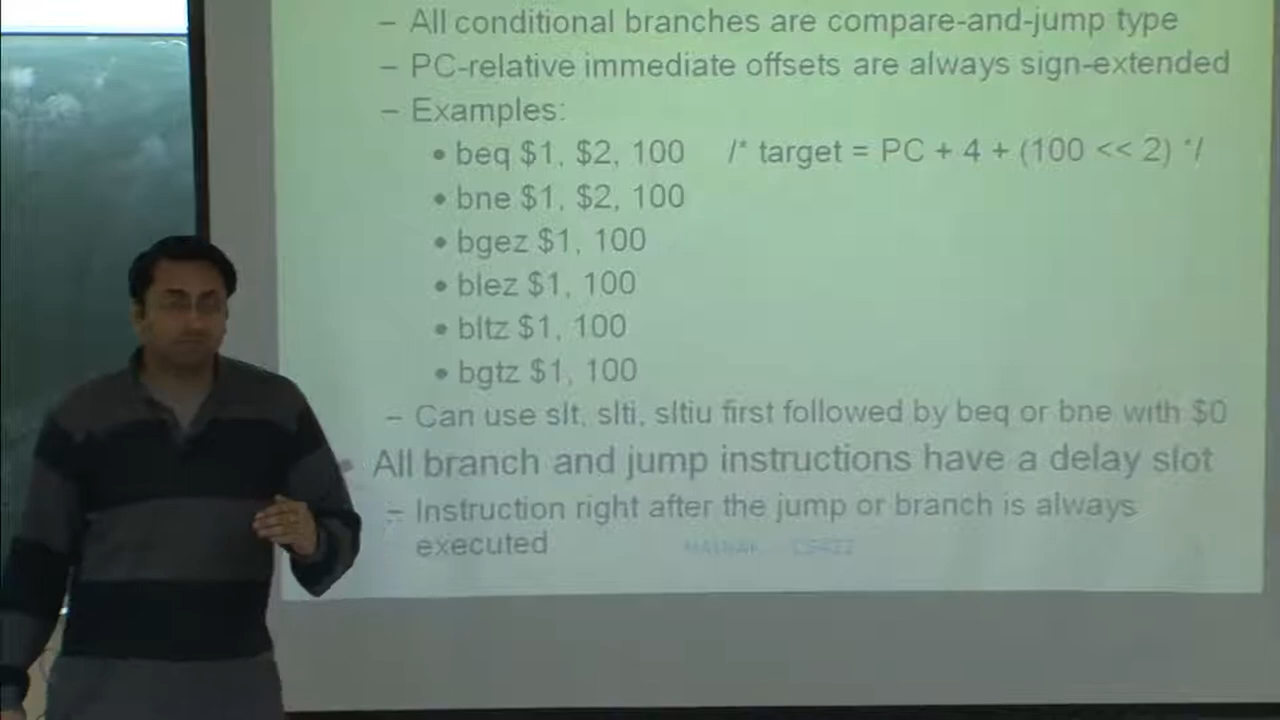 – All conditional branches are compare-and-jump type
– PC-relative immediate offsets are always sign-extended
– Examples:
• beq $1, $2, 100 /* target = PC + 4 + (100 << 2) */
• bne $1, $2, 100
• bgez $1, 100
• blez $1, 100
• bltz $1, 100
• bgtz $1, 100
– Can use slt, slti, sltiu first followed by beq or bne with $0
• All branch and jump instructions have a delay slot
– Instruction right after the jump or branch is always
executed
MAINAK CS422